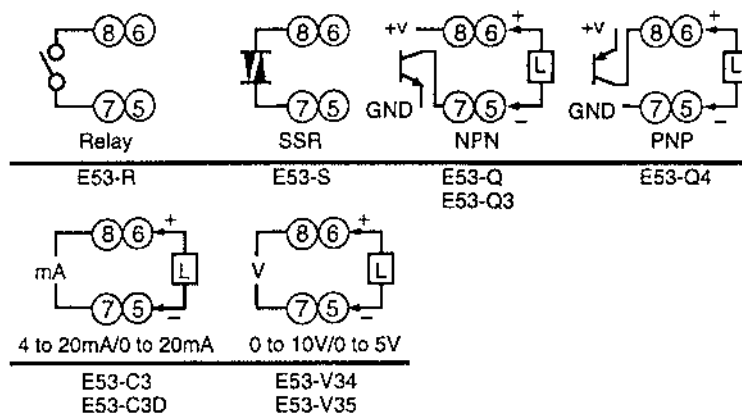 8 6 8 6 +v 8 6 + +v 8 6 +
L L
7 5 7 5 GND 7 5 − GND 7 5 −
Relay SSR NPN PNP
E53-R E53-S E53-Q E53-Q4
E53-Q3
8 6 + 8 6 +
mA L V L
7 5 − 7 5 −
4 to 20mA/0 to 20mA 0 to 10V/0 to 5V
E53-C3 E53-V34
E53-C3D E53-V35